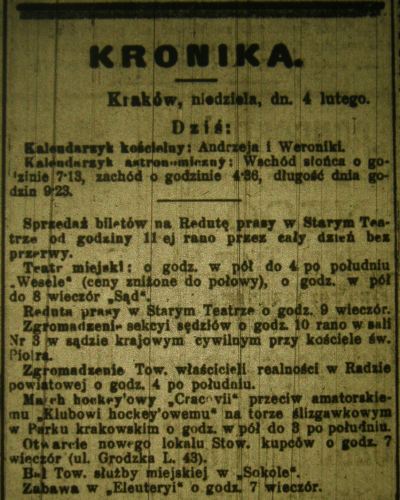 KRONIKA.
Kraków, niedziela, dn. 4 lutego.
Dziś:
Kalendarzyk kościelny: Andrzeja i Weroniki.
Kalendarzyk astronomiczny: Wschód słońca o go-
dzinie 7·13, zachód o godzinie 4·36, długość dnia go-
dzin 9·23.
Sprzedaż biletów na Redutę prasy w Starym Tea-
trze od godziny 11-ej rano przez cały dzień bez
przerwy.
Teatr miejski: o godz. w pół do 4 po południu
„Wesele" (ceny zniżone do połowy), o godz. w pół
do 8 wieczór „Sąd".
Reduta prasy w Starym Teatrze o godz. 9 wieczór.
Zgromadzenie sekcyi sędziów o godz. 10 rano w sali
Nr 3 w sądzie krajowym cywilnym przy kościele św.
Piotra.
Zgromadzenie Tow. właścicieli realności w Radzie
powiatowej o godz. 4 po południu.
Match hockey'owy „Cracovii" przeciw amatorskie-
mu „Klubowi hockey'owemu" na torze ślizgawkowym
w Parku krakowskim o godz. w pół do 3 po południu.
Otwarcie nowego lokalu Stow. kupców o godz. 7
wieczór (ul. Grodzka L. 43).
Bal Tow. służby miejskiej w „Sokole".
Zabawa w „Eleuteryi" o godz. 7 wieczór.